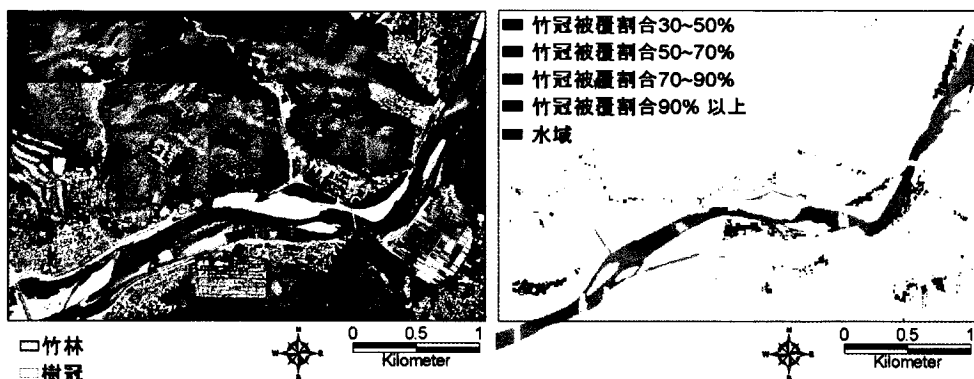 竹冠被覆割合30~50%
竹冠被覆割合50~70%
竹冠被覆割合70~90%
竹冠被覆割合90% 以上
水域
竹林
樹冠
N
W E
S
0 0.5 1
Kilometer
N
W E
S
0 0.5 1
Kilometer